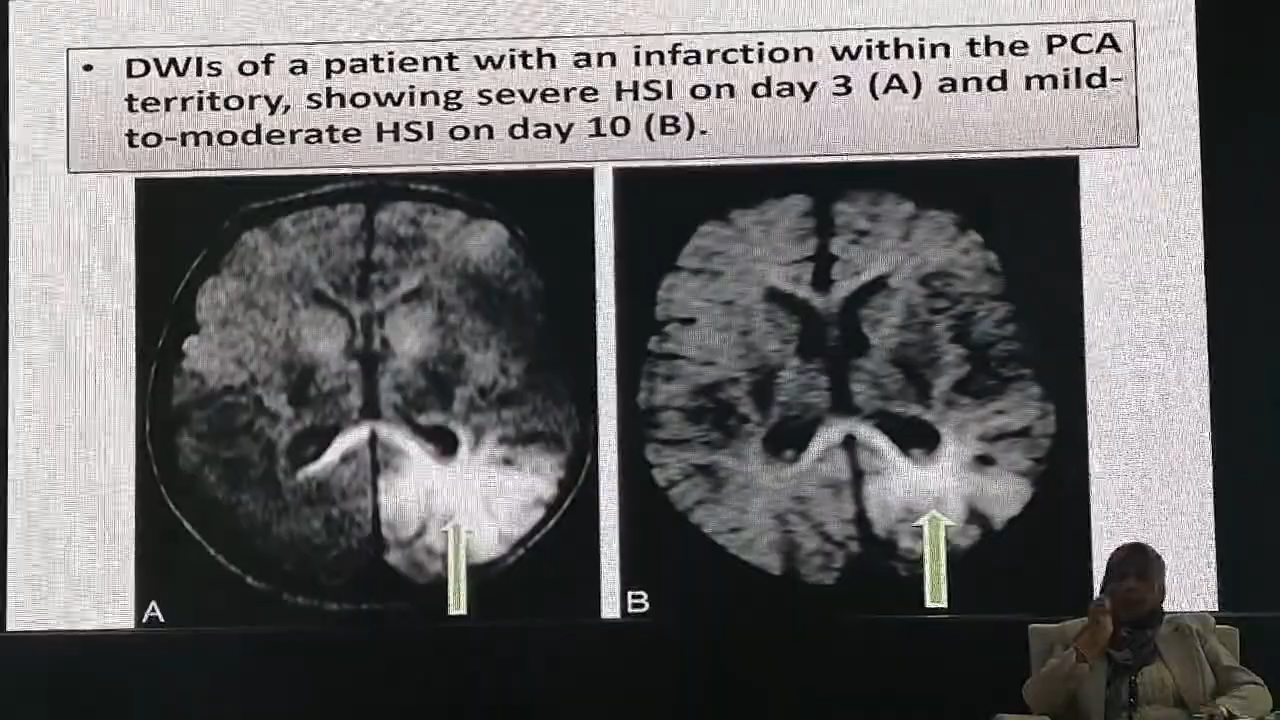 • DWIs of a patient with an infarction within the PCA
territory, showing severe HSI on day 3 (A) and mild-
to-moderate HSI on day 10 (B).
A
B